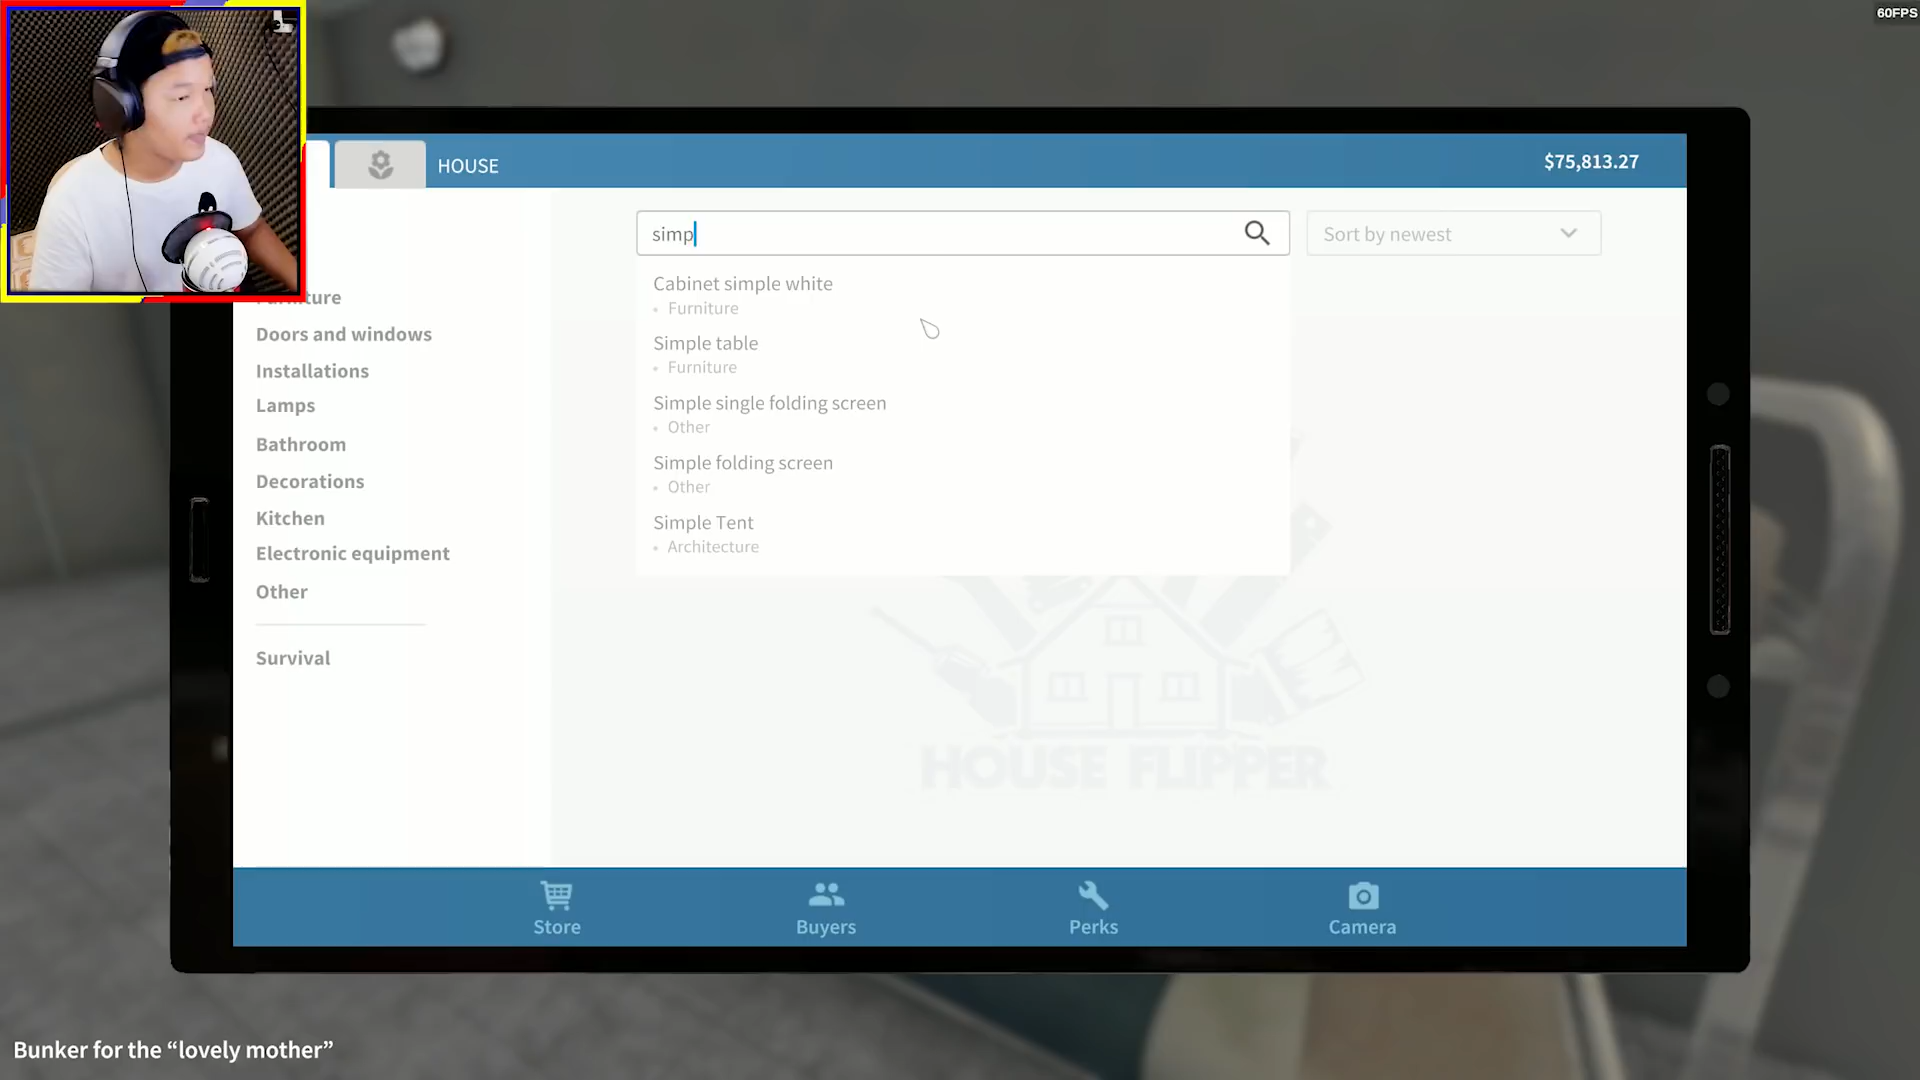 60FPS
HOUSE
$75,813.27
simp
Sort by newest
Furniture
Doors and windows
Installations
Lamps
Bathroom
Decorations
Kitchen
Electronic equipment
Other
Survival
Cabinet simple white
• Furniture
Simple table
• Furniture
Simple single folding screen
• Other
Simple folding screen
• Other
Simple Tent
• Architecture
HOUSE FLIPPER
Store
Buyers
Perks
Camera
Bunker for the “lovely mother”